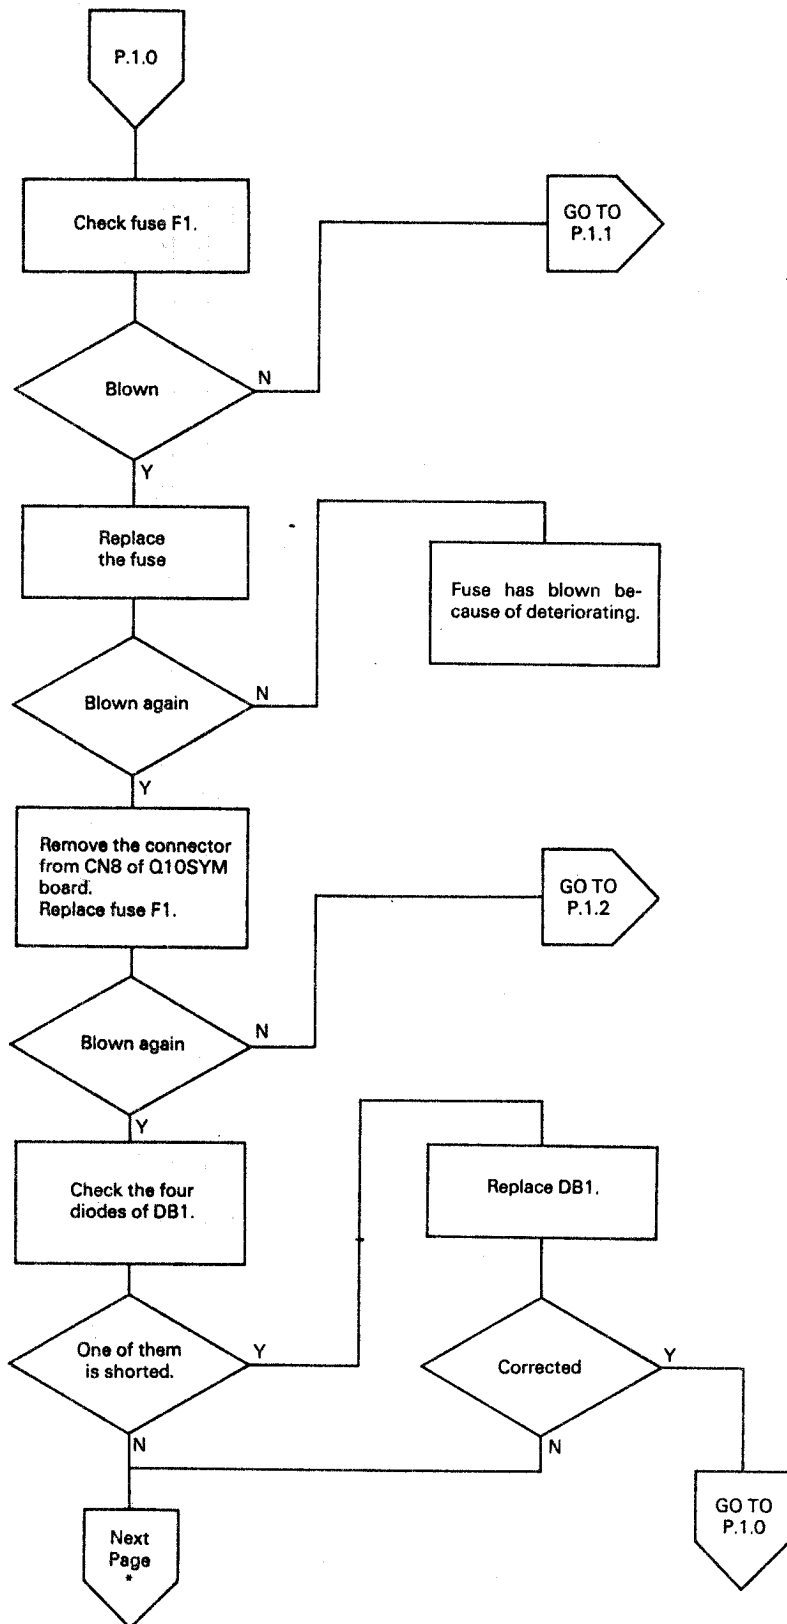 P.1.0
Check fuse F1.
GO TO
P.1.1
Blown
N
Y
Replace
the fuse
Fuse has blown be-
cause of deteriorating.
Blown again
N
Y
Remove the connector
from CN8 of Q10SYM
board.
Replace fuse F1.
GO TO
P.1.2
Blown again
N
Y
Check the four
diodes of DB1.
Replace DB1.
One of them
is shorted.
Y
N
Corrected
Y
N
Next
Page
*
GO TO
P.1.0